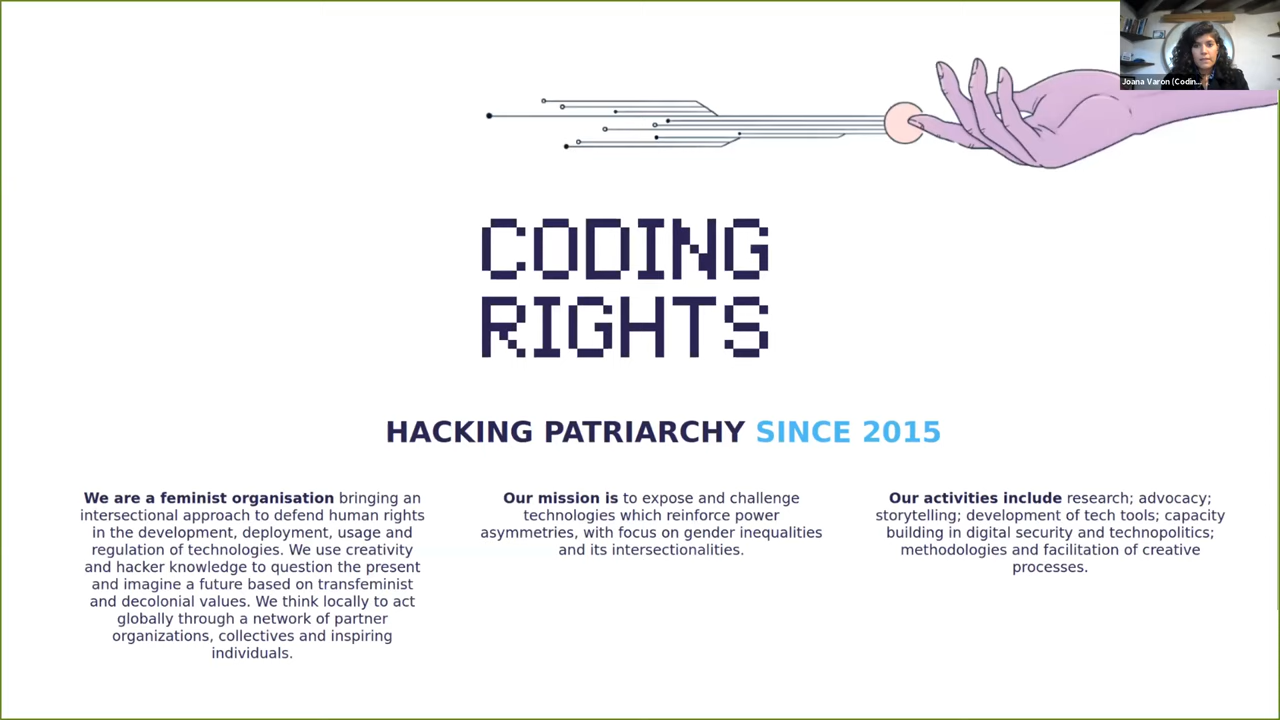 Joana Varon (Codin...
CODING
RIGHTS
HACKING PATRIARCHY SINCE 2015
We are a feminist organisation bringing an
intersectional approach to defend human rights
in the development, deployment, usage and
regulation of technologies. We use creativity
and hacker knowledge to question the present
and imagine a future based on transfeminist
and decolonial values. We think locally to act
globally through a network of partner
organizations, collectives and inspiring
individuals.
Our mission is to expose and challenge
technologies which reinforce power
asymmetries, with focus on gender inequalities
and its intersectionalities.
Our activities include research; advocacy;
storytelling; development of tech tools; capacity
building in digital security and technopolitics;
methodologies and facilitation of creative
processes.